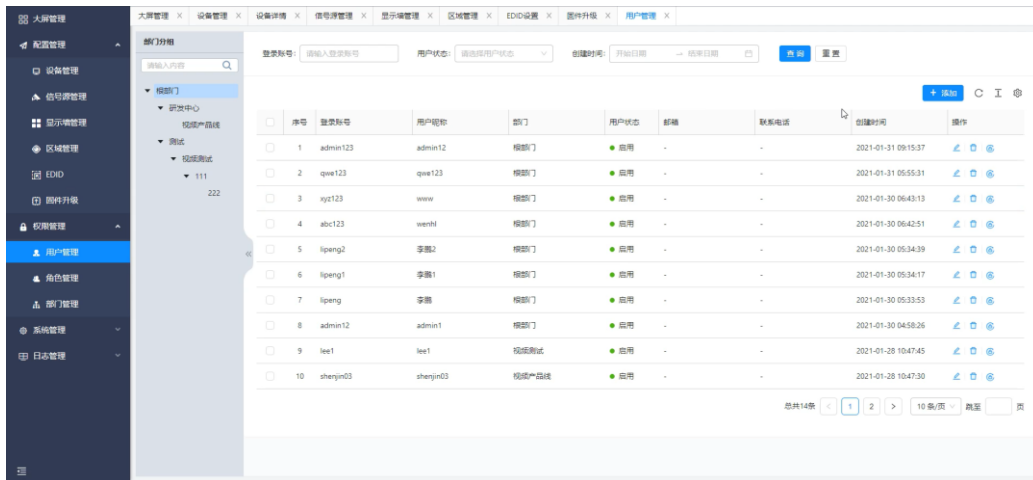 大屏管理
配置管理
设备管理
信号源管理
显示墙管理
区域管理
EDID
固件升级
权限管理
用户管理
角色管理
部门管理
系统管理
日志管理
大屏管理 设备管理 设备详情 信号源管理 显示墙管理 区域管理 EDID设置 固件升级 用户管理
部门分组
请输入内容
根部门
研发中心
视频产品线
测试
视频测试
111
222
登录账号: 请输入登录账号 用户状态: 请选择用户状态 创建时间: 开始日期 → 结束日期 查询 重置
+ 添加
序号 登录账号 用户昵称 部门 用户状态 邮箱 联系电话 创建时间 操作
1 admin123 admin12 根部门 启用 - - 2021-01-31 09:15:37
2 qwe123 qwe123 根部门 启用 - - 2021-01-31 05:55:31
3 xyz123 www 根部门 启用 - - 2021-01-30 06:43:13
4 abc123 wenhl 根部门 启用 - - 2021-01-30 06:42:51
5 lipeng2 李鹏2 根部门 启用 - - 2021-01-30 05:34:39
6 lipeng1 李鹏1 根部门 启用 - - 2021-01-30 05:34:17
7 lipeng 李鹏 根部门 启用 - - 2021-01-30 05:33:53
8 admin12 admin1 根部门 启用 - - 2021-01-30 04:58:26
9 lee1 lee1 视频测试 启用 - - 2021-01-28 10:47:45
10 shenjin03 shenjin03 视频产品线 启用 - - 2021-01-28 10:47:30
总共14条 < 1 2 > 10 条/页 跳至 页